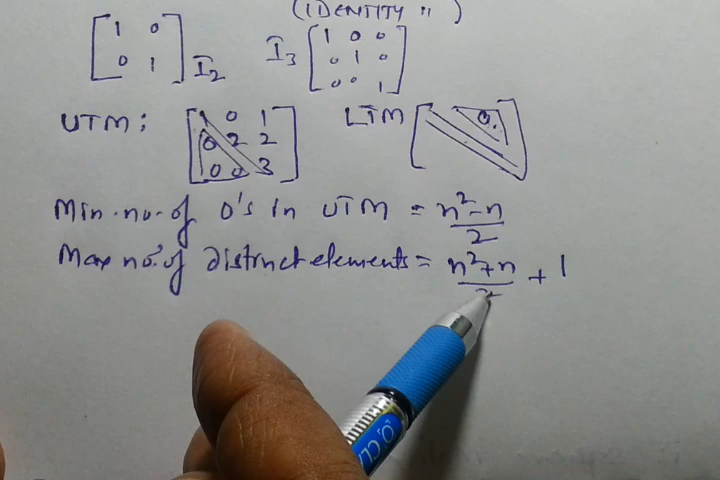 (IDENTITY ")
[1 0
0 1] I2 I3 [1 0 0
0 1 0
0 0 1]
UTM: [1 0 1
0 2 2
0 0 3] LTM [0]
Min. no. of 0's in UTM = n²-n/2
Max no. of distinct elements = n²+n/2 + 1